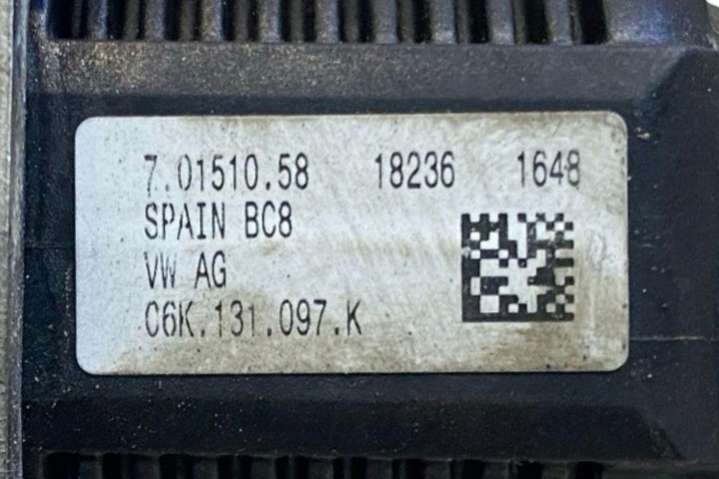 7.01510.58 18236 1648
SPAIN BC8
VW AG
C6K.131.097.K